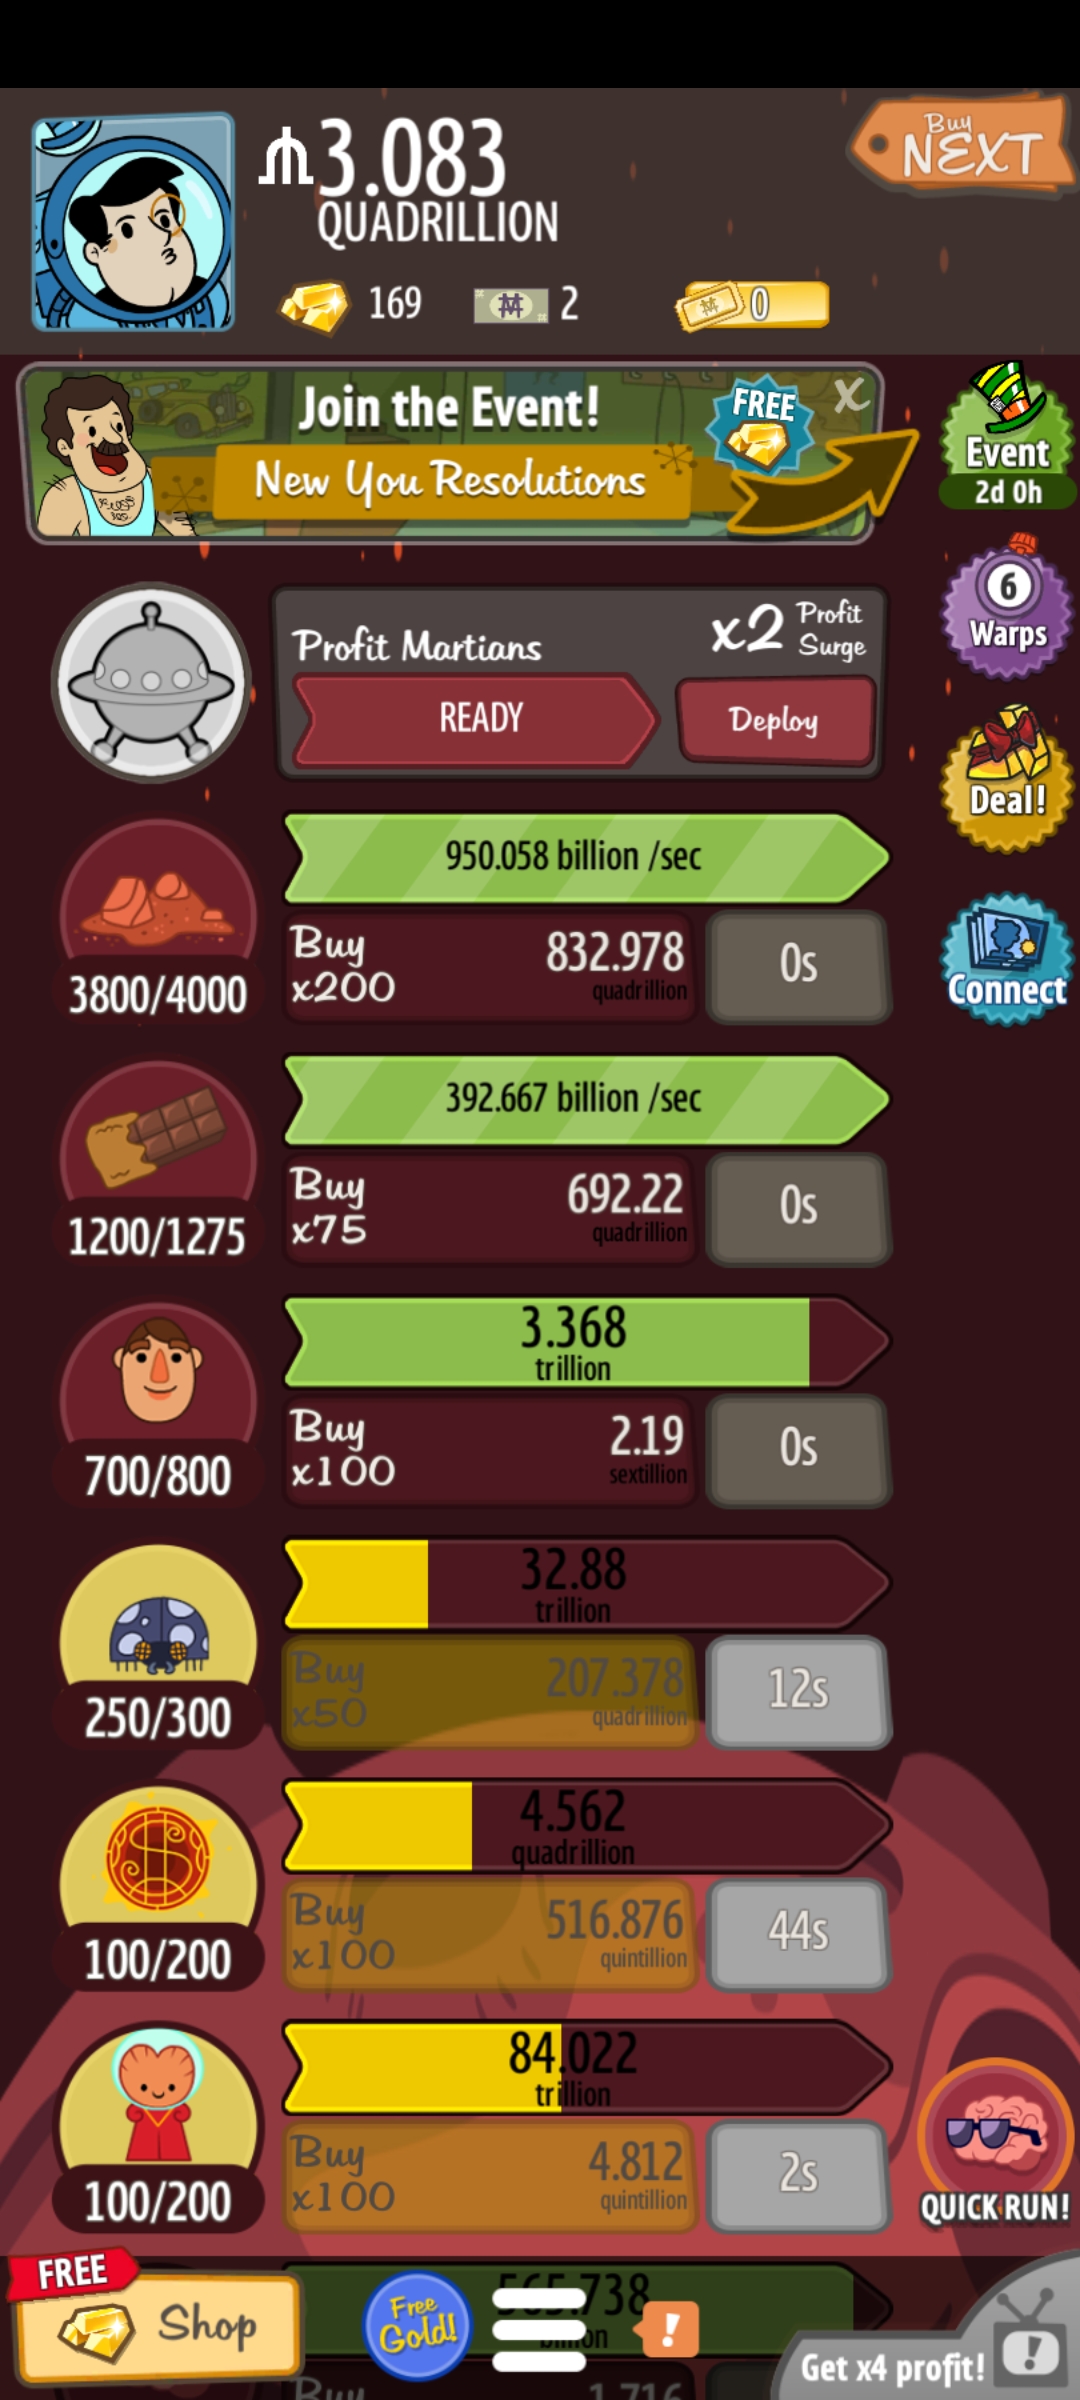 3.083
QUADRILLION
Buy
NEXT
169
2
0
Join the Event!
New You Resolutions
FREE
X
Event
2d 0h
6
Warps
Deal!
Connect
Profit Martians
x2 Profit Surge
READY
Deploy
950.058 billion /sec
Buy x200
832.978
quadrillion
0s
3800/4000
392.667 billion /sec
Buy x75
692.22
quadrillion
0s
1200/1275
3.368
trillion
Buy x100
2.19
sextillion
0s
700/800
32.88
trillion
Buy x50
207.378
quadrillion
12s
250/300
4.562
quadrillion
Buy x100
516.876
quintillion
44s
100/200
84.022
trillion
Buy x100
4.812
quintillion
2s
100/200
QUICK RUN!
FREE
Shop
Free Gold!
565.738
!
Get x4 profit!
!
Buy
1.716